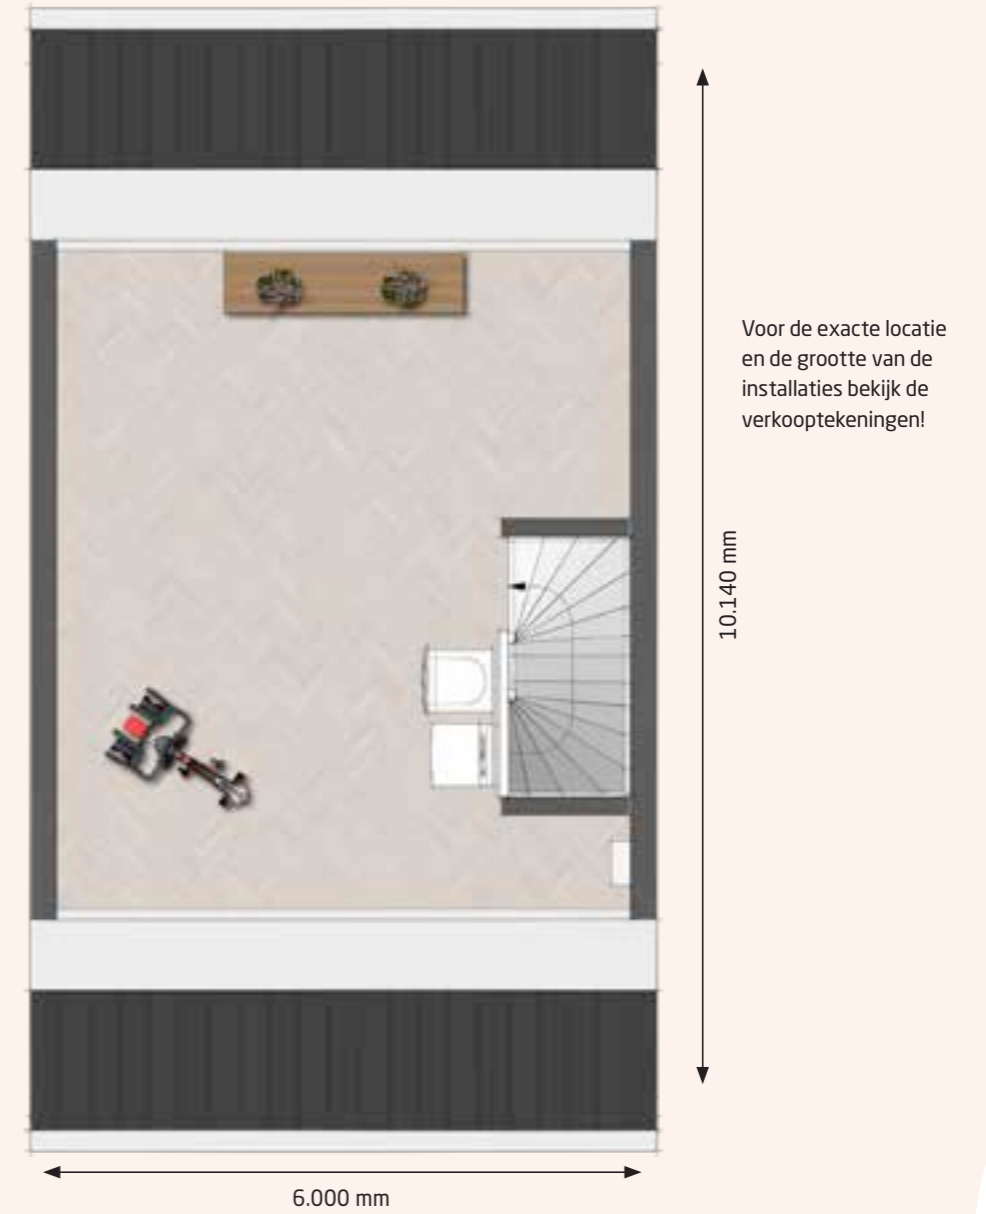 Voor de exacte locatie
en de grootte van de
installaties bekijk de
verkooptekeningen!
10.140 mm
6.000 mm